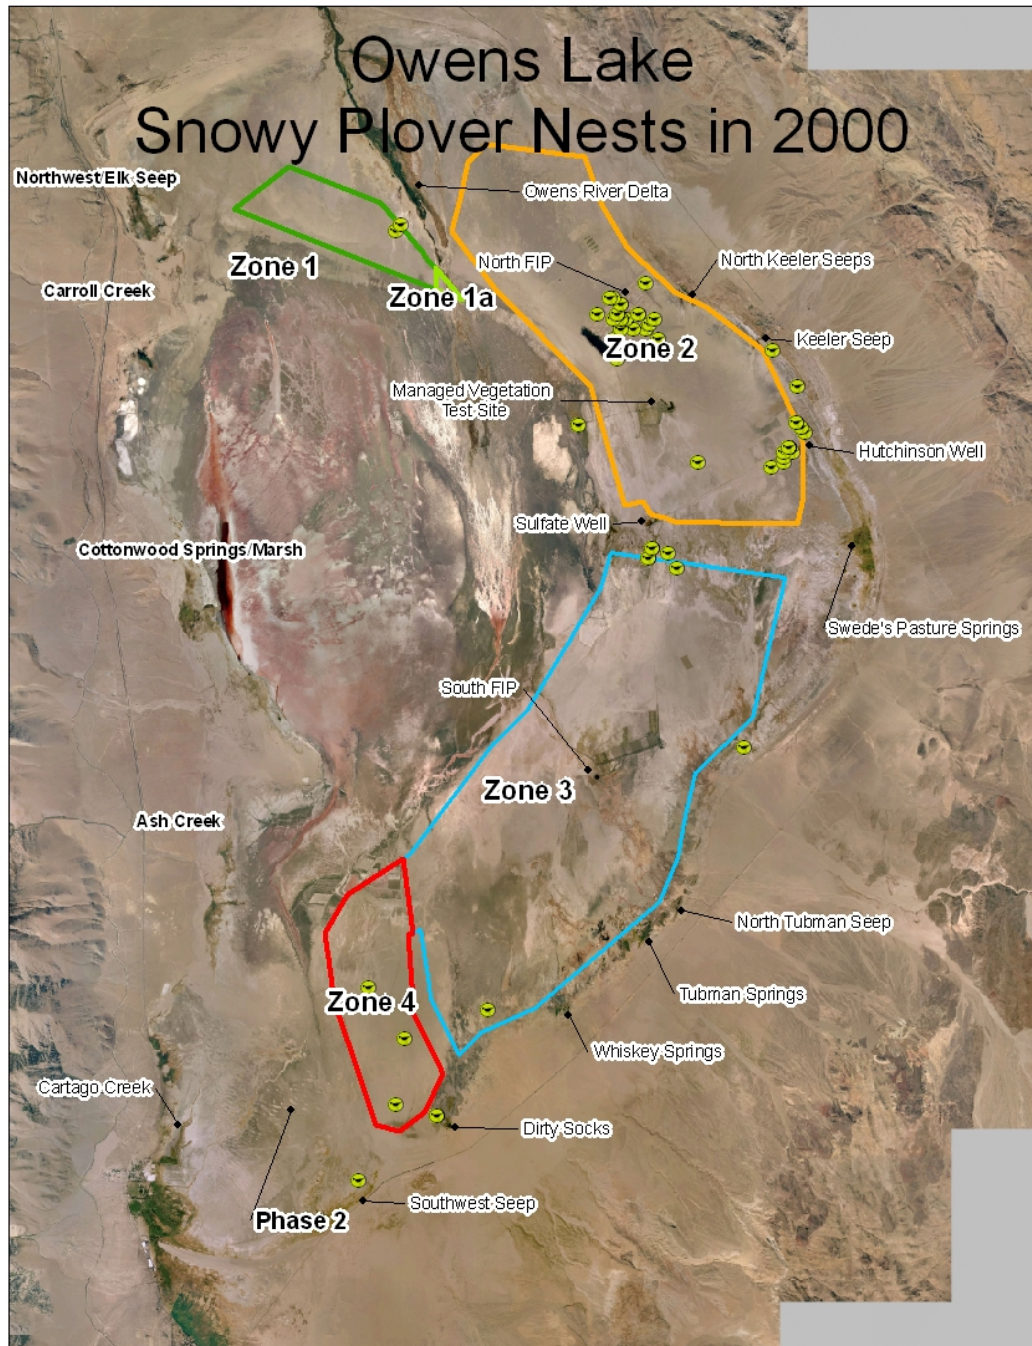 Owens Lake
Snowy Plover Nests in 2000
Northwest/Elk Seep
Owens River Delta
Zone 1
North FIP
North Keeler Seeps
Carroll Creek
Zone 1a
Keeler Seep
Zone 2
Managed Vegetation
Test Site
Hutchinson Well
Sulfate Well
Cottonwood Springs/Marsh
Swede's Pasture Springs
South FIP
Zone 3
Ash Creek
North Tubman Seep
Tubman Springs
Zone 4
Whiskey Springs
Cartago Creek
Dirty Socks
Southwest Seep
Phase 2